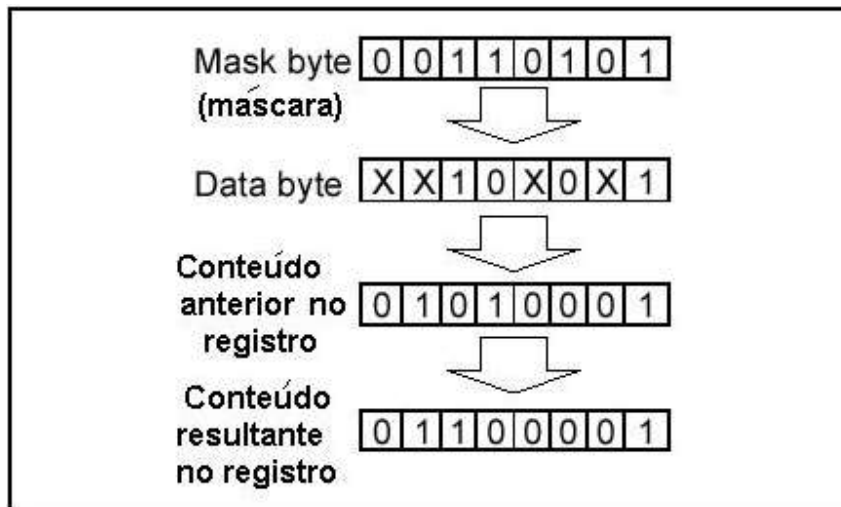 Mask byte 0 0 1 1 0 1 0 1
(máscara)
Data byte X X 1 0 X 0 X 1
Conteúdo
anterior no 0 1 0 1 0 0 0 1
registro
Conteúdo
resultante 0 1 1 0 0 0 0 1
no registro